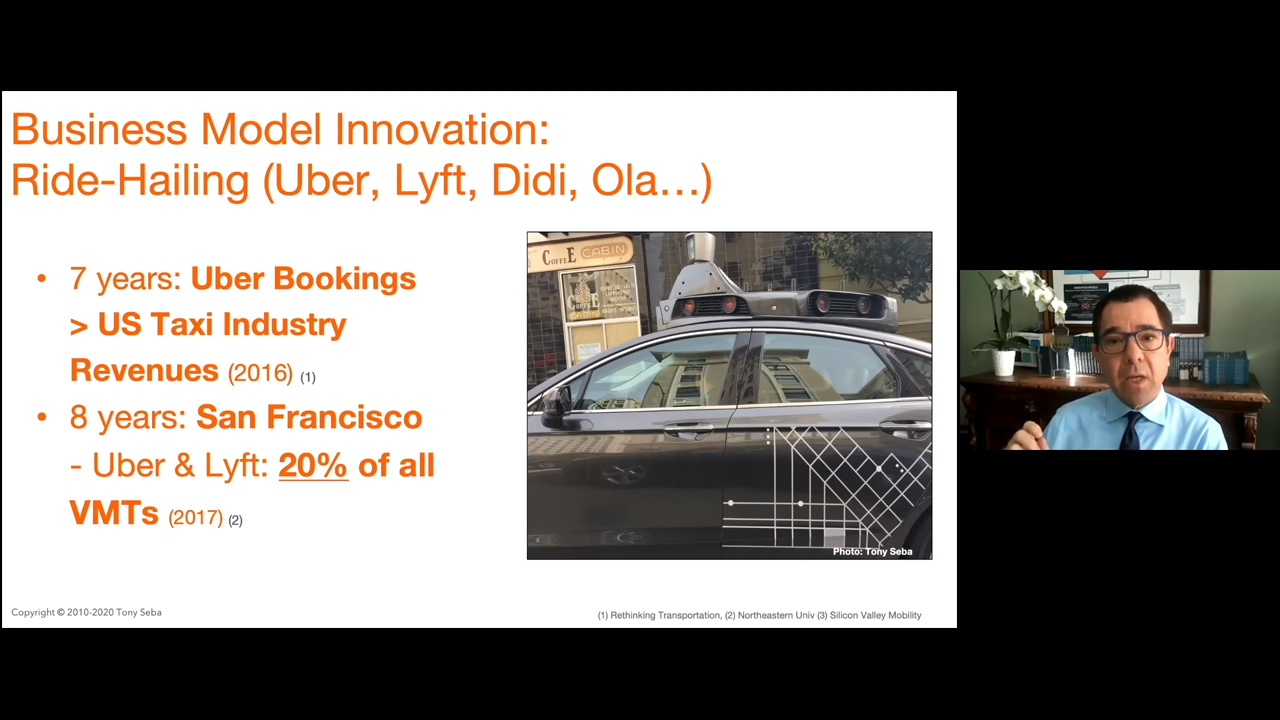 Business Model Innovation:
Ride-Hailing (Uber, Lyft, Didi, Ola…)
• 7 years: Uber Bookings
> US Taxi Industry
Revenues (2016) (1)
• 8 years: San Francisco
- Uber & Lyft: 20% of all
VMTs (2017) (2)
COFFEE CABIN
Photo: Tony Seba
Copyright © 2010-2020 Tony Seba
(1) Rethinking Transportation, (2) Northeastern Univ (3) Silicon Valley Mobility